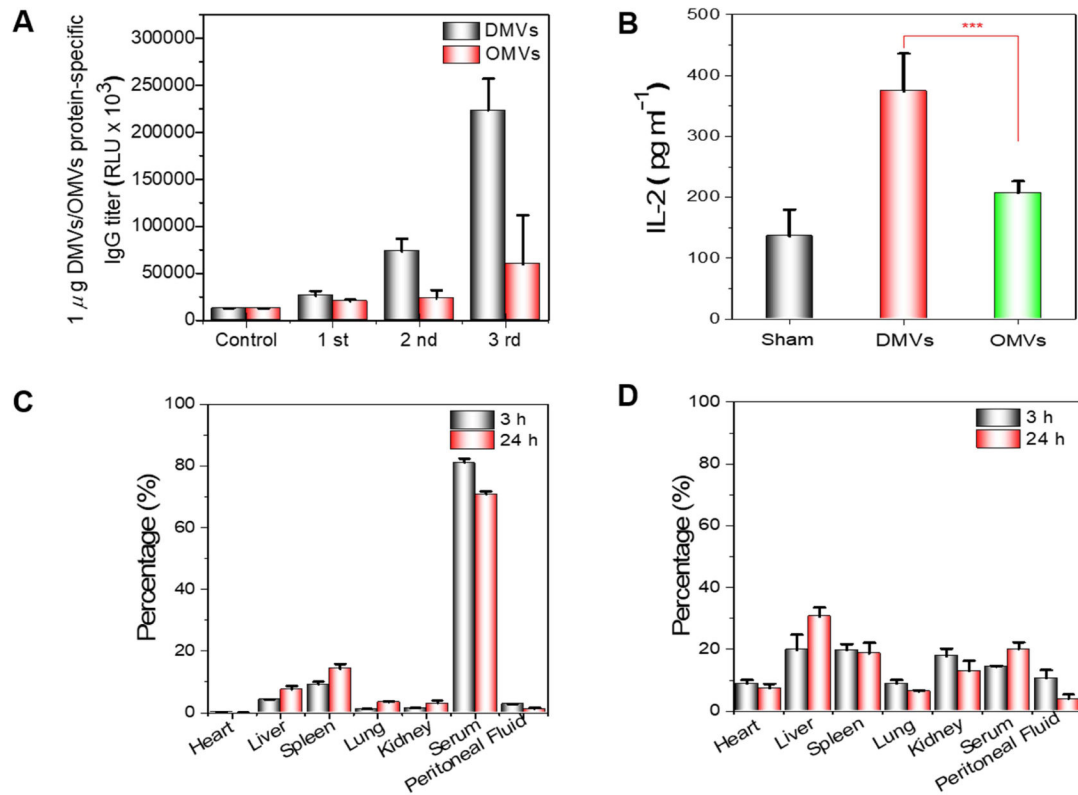 A
1 μg DMVs/OMVs protein-specific
IgG titer (RLU x 10³)
300000
250000
200000
150000
100000
50000
0
DMVs
OMVs
Control
1 st
2 nd
3 rd
B
IL-2 ( pg ml⁻¹)
500
400
300
200
100
0
***
Sham
DMVs
OMVs
C
Percentage (%)
100
80
60
40
20
0
3 h
24 h
Heart
Liver
Spleen
Lung
Kidney
Serum
Peritoneal Fluid
D
Percentage (%)
100
80
60
40
20
0
3 h
24 h
Heart
Liver
Spleen
Lung
Kidney
Serum
Peritoneal Fluid